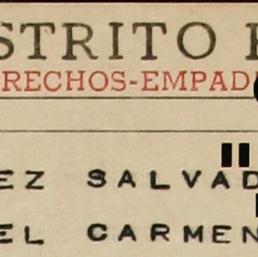 STRITO
RECHOS-EMPAD
EZ SALVAD
EL CARMEN